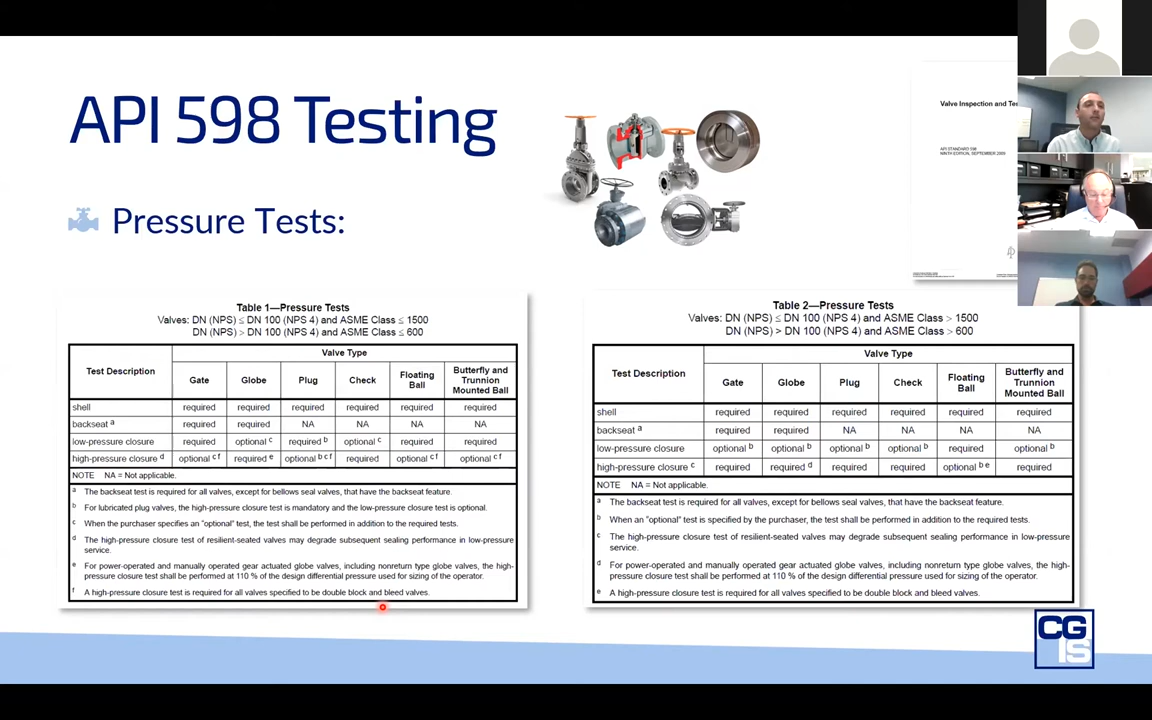 API 598 Testing
Pressure Tests:
Valve Inspection and Tes
API STANDARD 598
NINTH EDITION, SEPTEMBER 2009
Table 1—Pressure Tests
Valves: DN (NPS) ≤ DN 100 (NPS 4) and ASME Class ≤ 1500
DN (NPS) > DN 100 (NPS 4) and ASME Class ≤ 600
Test Description
Valve Type
Gate Globe Plug Check Floating Ball Butterfly and Trunnion Mounted Ball
shell required required required required required required
backseat a required required NA NA NA NA
low-pressure closure required optional c required b optional c required required
high-pressure closure d optional c f required e optional b c f required optional c f optional c f
NOTE NA = Not applicable.
a The backseat test is required for all valves, except for bellows seal valves, that have the backseat feature.
b For lubricated plug valves, the high-pressure closure test is mandatory and the low-pressure closure test is optional.
c When the purchaser specifies an "optional" test, the test shall be performed in addition to the required tests.
d The high-pressure closure test of resilient-seated valves may degrade subsequent sealing performance in low-pressure
service.
e For power-operated and manually operated gear actuated globe valves, including nonreturn type globe valves, the high-
pressure closure test shall be performed at 110 % of the design differential pressure used for sizing of the operator.
f A high-pressure closure test is required for all valves specified to be double block and bleed valves.
Table 2—Pressure Tests
Valves: DN (NPS) ≤ DN 100 (NPS 4) and ASME Class > 1500
DN (NPS) > DN 100 (NPS 4) and ASME Class > 600
Test Description
Valve Type
Gate Globe Plug Check Floating Ball Butterfly and Trunnion Mounted Ball
shell required required required required required required
backseat a required required NA NA NA NA
low-pressure closure optional b optional b optional b optional b required optional b
high-pressure closure c required required d required required optional b e required
NOTE NA = Not applicable.
a The backseat test is required for all valves, except for bellows seal valves, that have the backseat feature.
b When an "optional" test is specified by the purchaser, the test shall be performed in addition to the required tests.
c The high-pressure closure test of resilient-seated valves may degrade subsequent sealing performance in low-pressure
service.
d For power-operated and manually operated gear actuated globe valves, including nonreturn type globe valves, the high-
pressure closure test shall be performed at 110 % of the design differential pressure used for sizing of the operator.
e A high-pressure closure test is required for all valves specified to be double block and bleed valves.
CG
IS